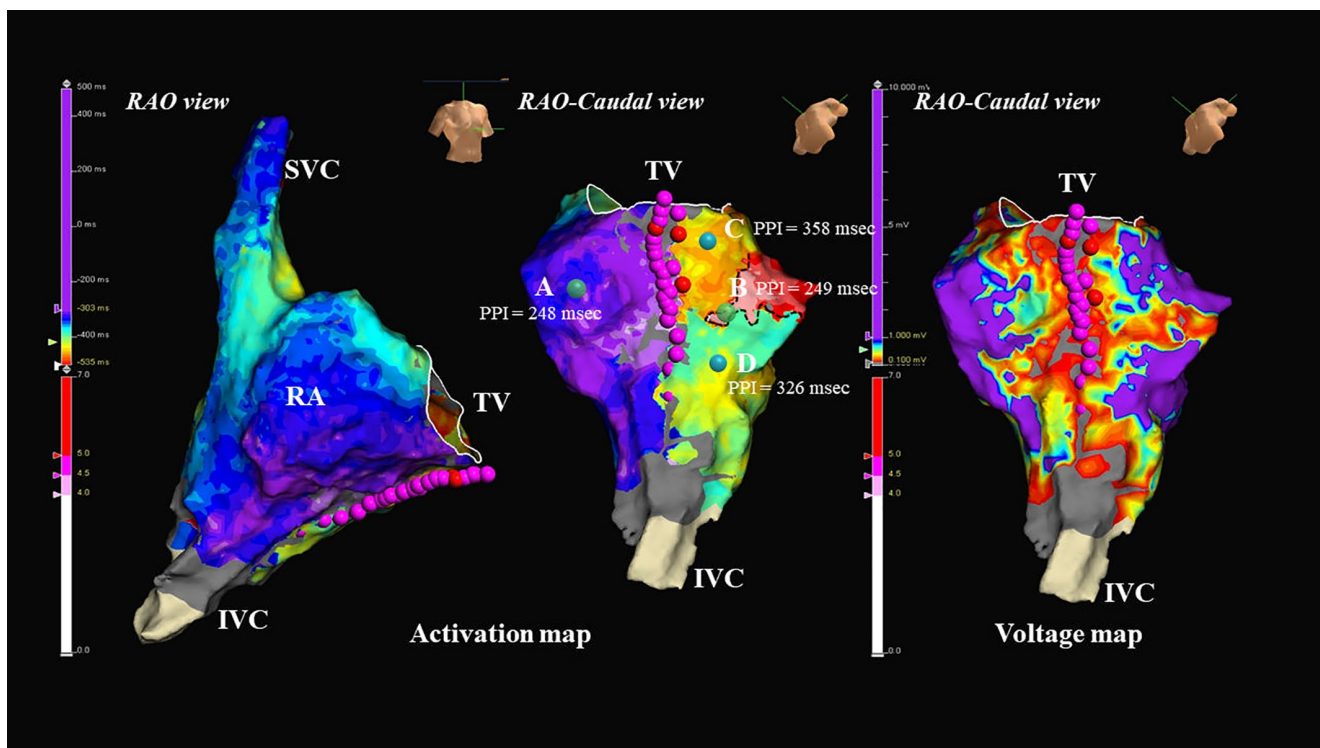 RAO view
RAO-Caudal view
RAO-Caudal view
500 ms
400 ms
200 ms
0 ms
-200 ms
-303 ms
-400 ms
-535 ms
7.0
5.0
4.5
4.0
0.0
SVC
RA
TV
IVC
TV
C
PPI = 358 msec
A
PPI = 248 msec
B
PPI = 249 msec
D
PPI = 326 msec
IVC
Activation map
10.000 mV
5 mV
1.000 mV
0.100 mV
7.0
5.0
4.5
4.0
0.0
TV
IVC
Voltage map